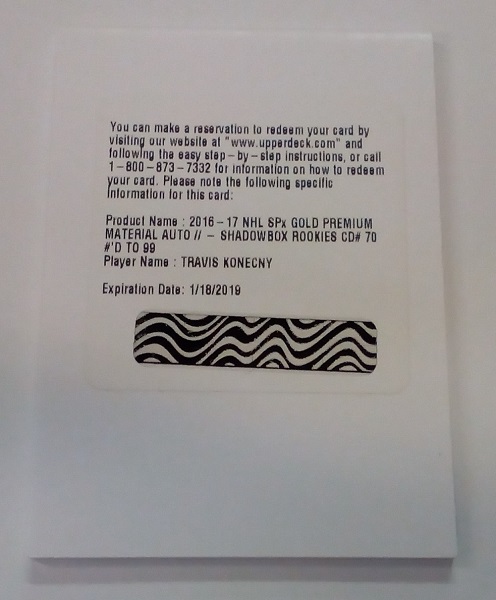 You can make a reservation to redeem your card by
visiting our website at "www.upperdeck.com" and
following the easy step-by-step instructions, or call
1-800-873-7332 for information on how to redeem
your card. Please note the following specific
information for this card:
Product Name : 2016-17 NHL SPx GOLD PREMIUM
MATERIAL AUTO // - SHADOWBOX ROOKIES CD# 70
#'D TO 99
Player Name : TRAVIS KONECNY
Expiration Date: 1/18/2019